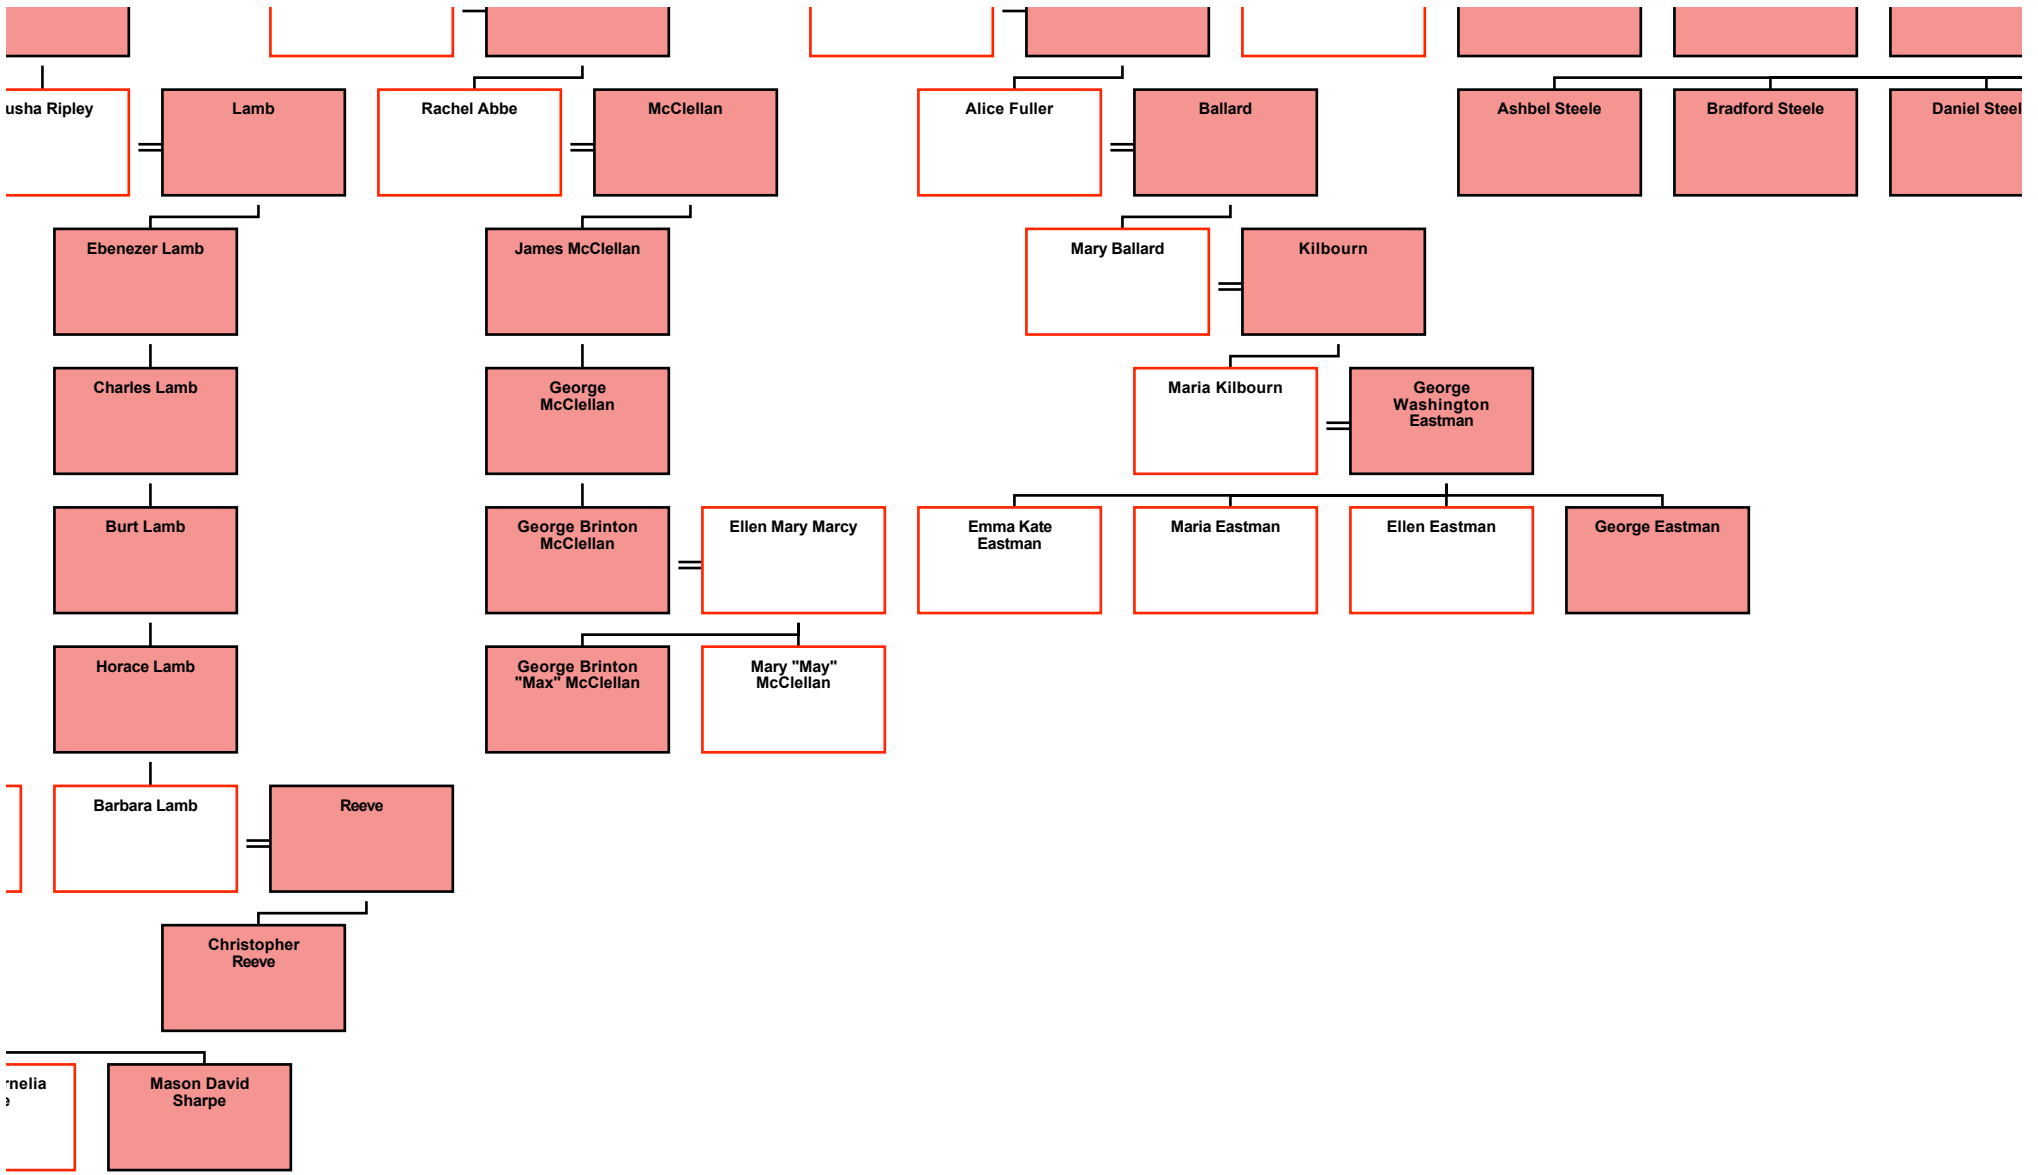 usha Ripley
Lamb
Rachel Abbe
McClellan
Alice Fuller
Ballard
Ashbel Steele
Bradford Steele
Daniel Steel
Ebenezer Lamb
James McClellan
Mary Ballard
Kilbourn
Charles Lamb
George
McClellan
Maria Kilbourn
George
Washington
Eastman
Burt Lamb
George Brinton
McClellan
Ellen Mary Marcy
Emma Kate
Eastman
Maria Eastman
Ellen Eastman
George Eastman
Horace Lamb
George Brinton
"Max" McClellan
Mary "May"
McClellan
Barbara Lamb
Reeve
Christopher
Reeve
rnelia
e
Mason David
Sharpe